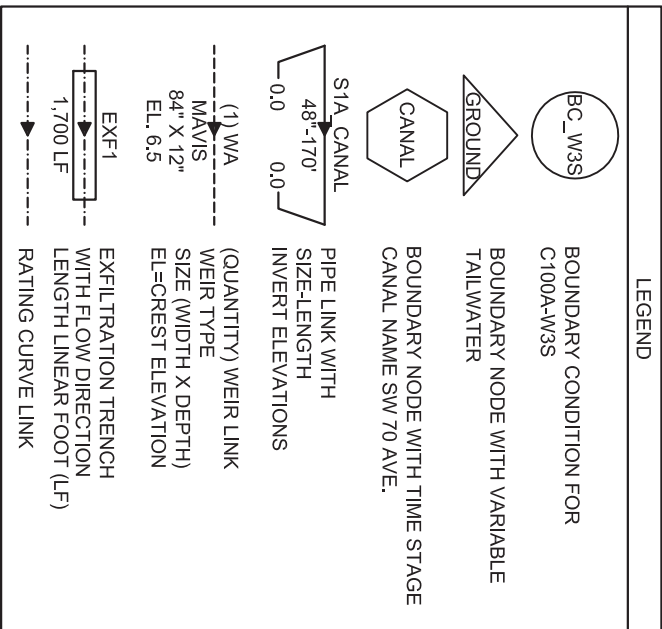 LEGEND
BC_W3S
BOUNDARY CONDITION FOR
C100A-W3S
GROUND
BOUNDARY NODE WITH VARIABLE
TAILWATER
CANAL
BOUNDARY NODE WITH TIME STAGE
CANAL NAME SW 70 AVE.
S1A_CANAL
48"-170'
0.0 0.0
PIPE LINK WITH
SIZE-LENGTH
INVERT ELEVATIONS
(1) WA
MAVIS
84" X 12"
EL. 6.5
(QUANTITY) WEIR LINK
WEIR TYPE
SIZE (WIDTH X DEPTH)
EL=CREST ELEVATION
EXF1
1,700 LF
EXFILTRATION TRENCH
WITH FLOW DIRECTION
LENGTH LINEAR FOOT (LF)
RATING CURVE LINK